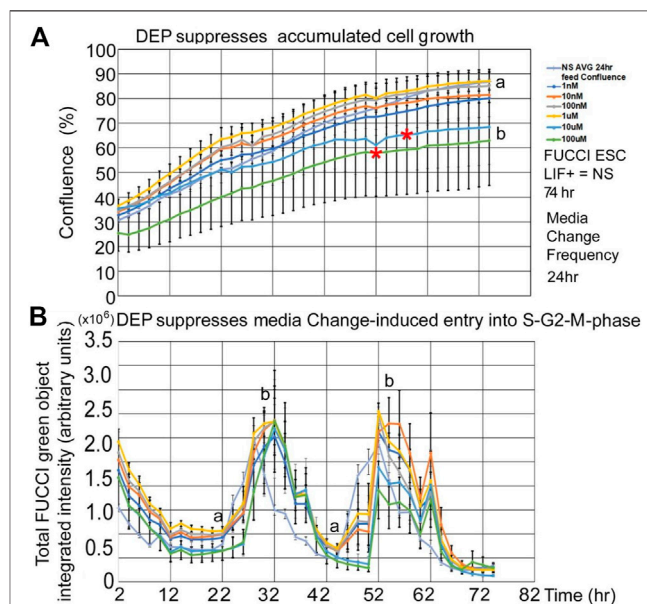 A
DEP suppresses accumulated cell growth
100
90
80
70
60
50
40
30
20
10
0
Confluence (%)
a
b
NS AVG 24hr
feed Confluence
1nM
10nM
100nM
1uM
10uM
100uM
FUCCI ESC
LIF+ = NS
74 hr
Media
Change
Frequency
24hr
B
(x10⁶) DEP suppresses media Change-induced entry into S-G2-M-phase
3.5
3.0
2.5
2.0
1.5
1.0
0.5
0
Total FUCCI green object
integrated intensity (arbitrary units)
a
b
a
b
2 12 22 32 42 52 62 72 82 Time (hr)